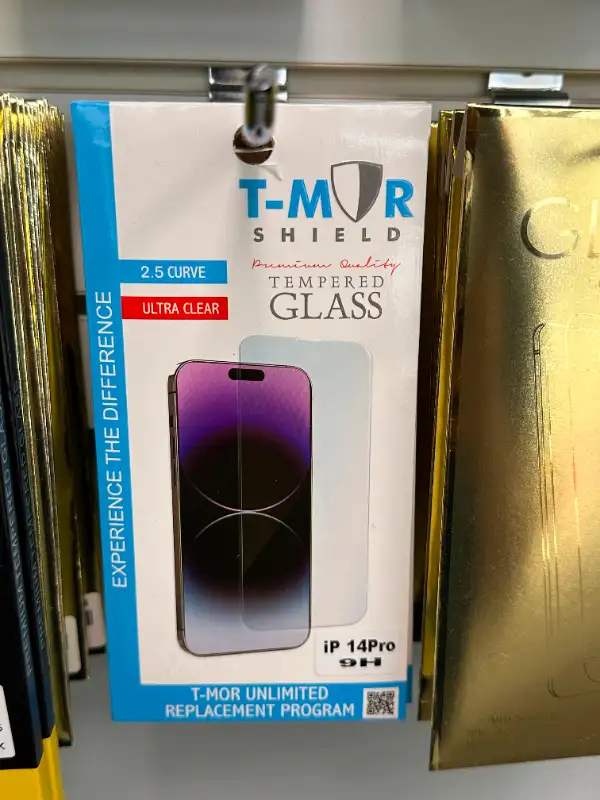 T-MOR
SHIELD
Premium Quality
TEMPERED
GLASS
2.5 CURVE
ULTRA CLEAR
EXPERIENCE THE DIFFERENCE
iP 14Pro
9H
T-MOR UNLIMITED
REPLACEMENT PROGRAM